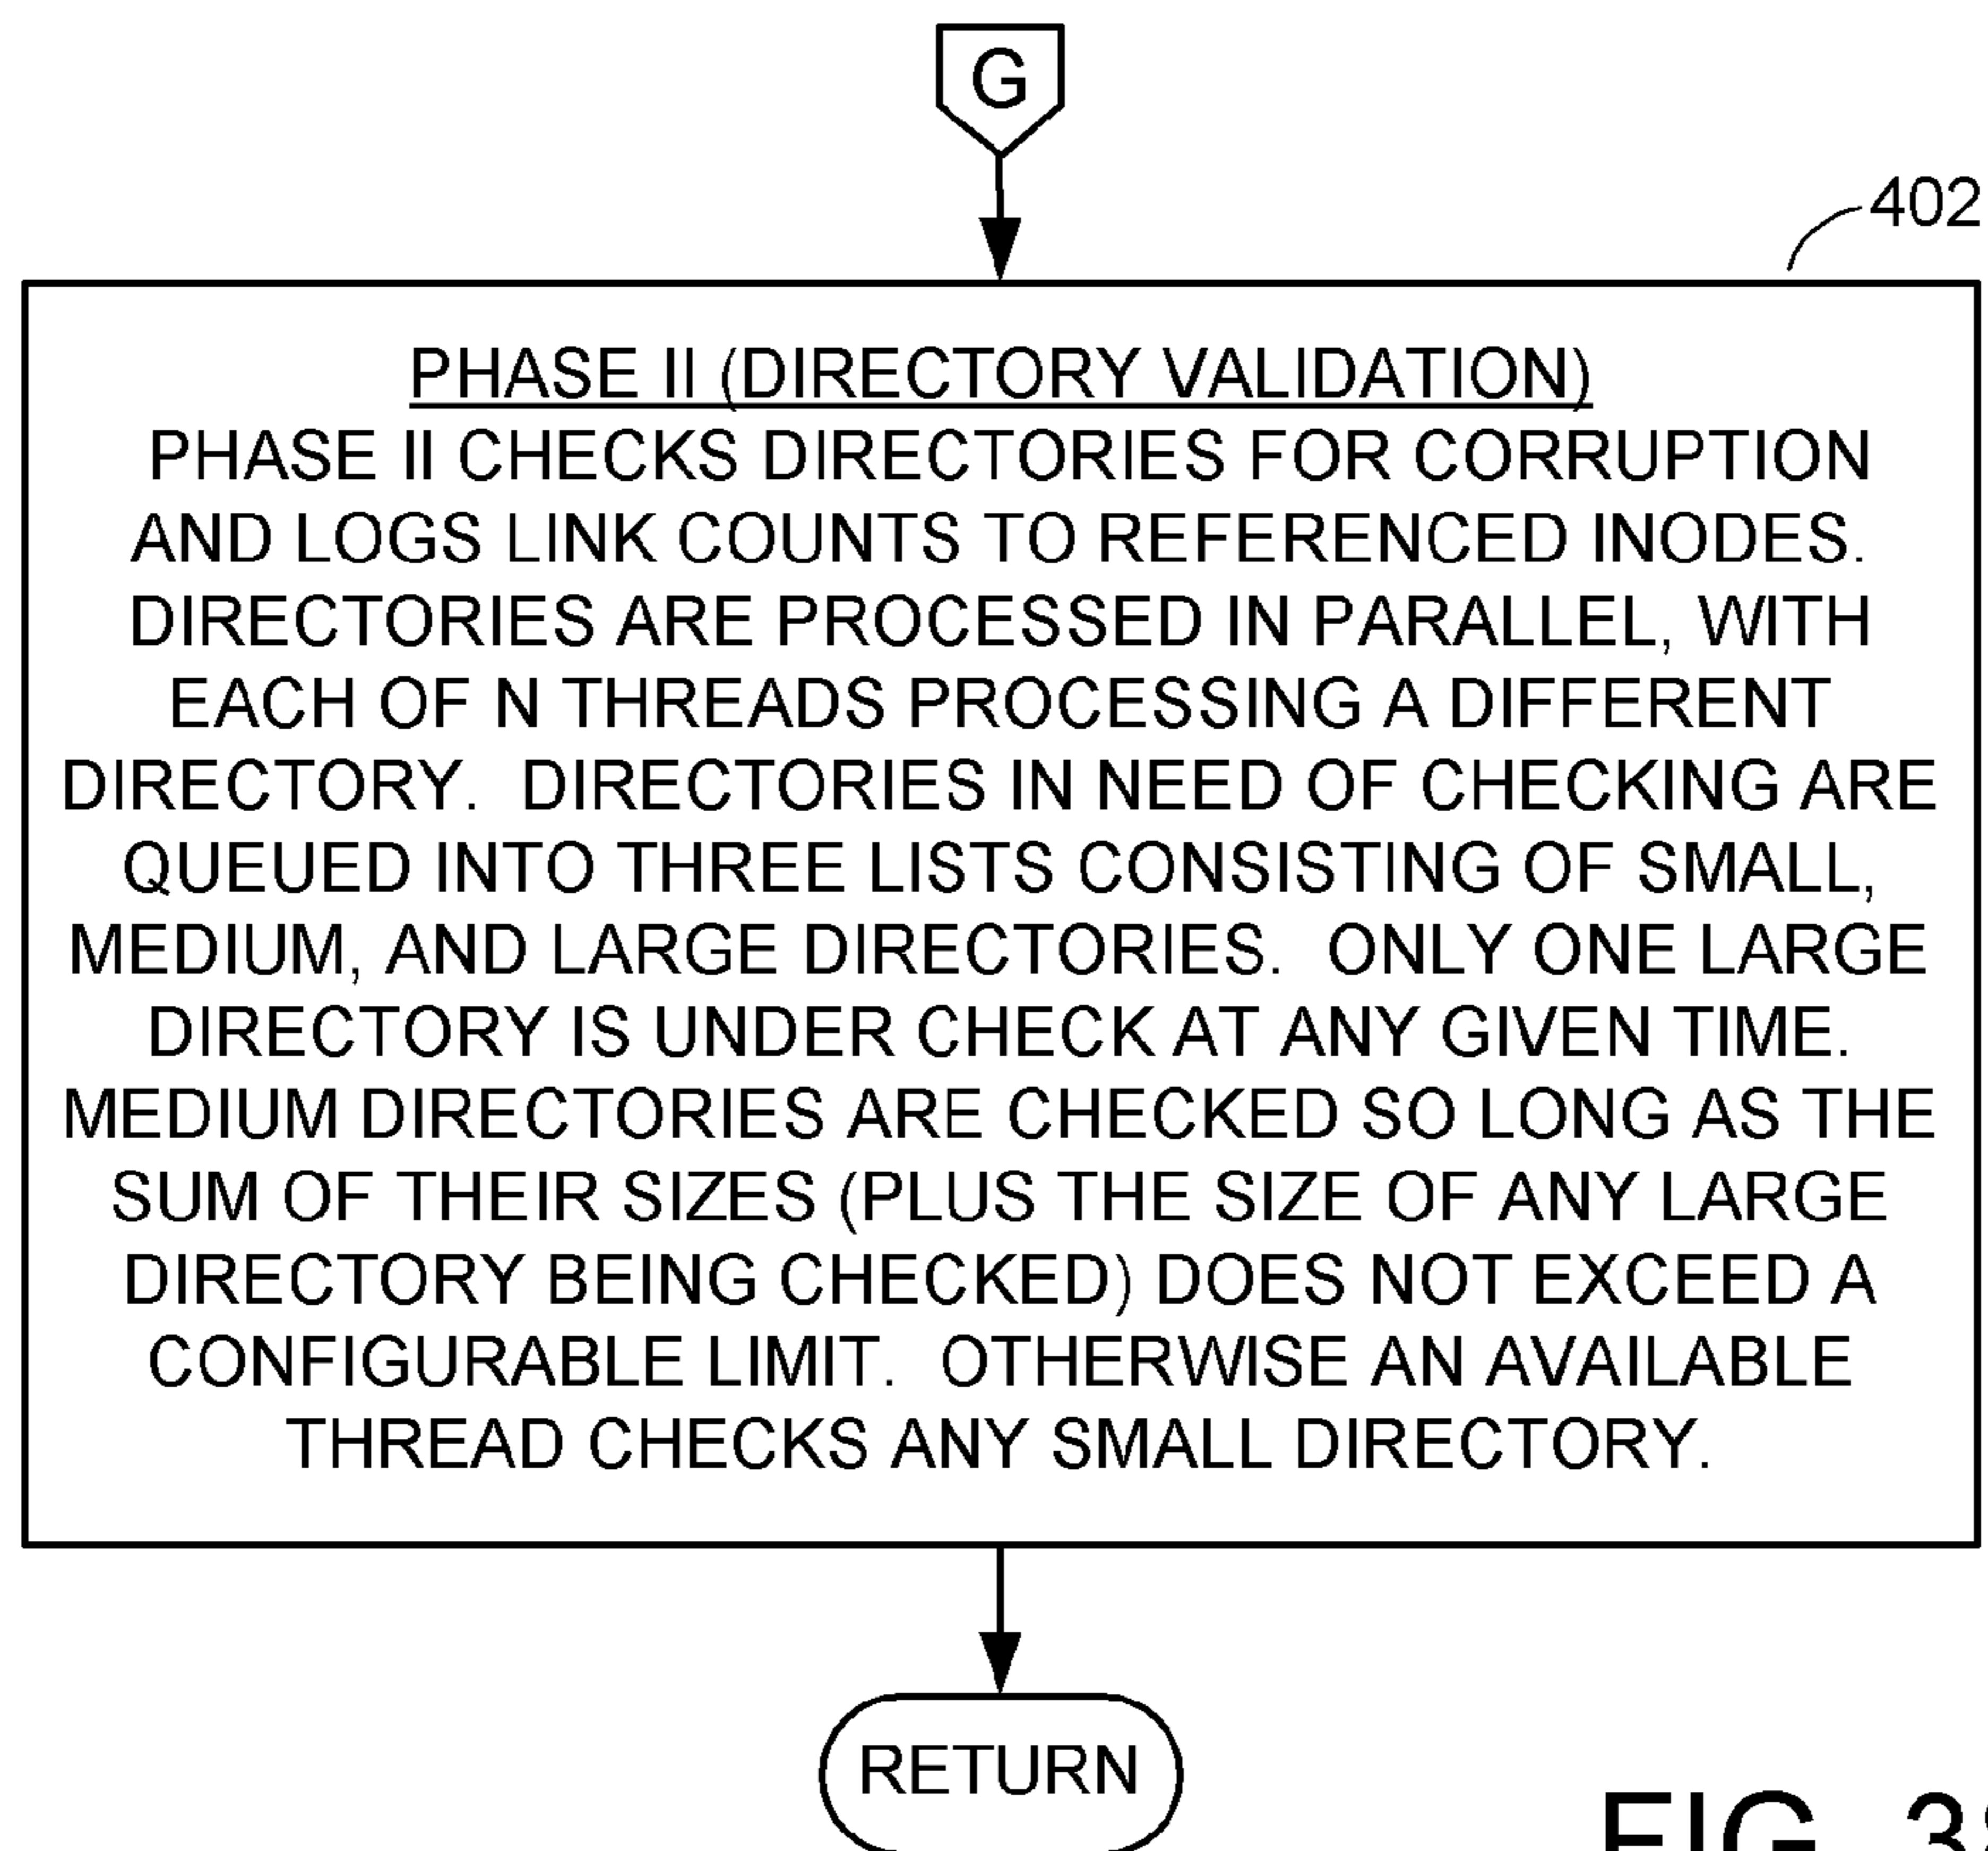 G
402
PHASE II (DIRECTORY VALIDATION)
PHASE II CHECKS DIRECTORIES FOR CORRUPTION
AND LOGS LINK COUNTS TO REFERENCED INODES.
DIRECTORIES ARE PROCESSED IN PARALLEL, WITH
EACH OF N THREADS PROCESSING A DIFFERENT
DIRECTORY. DIRECTORIES IN NEED OF CHECKING ARE
QUEUED INTO THREE LISTS CONSISTING OF SMALL,
MEDIUM, AND LARGE DIRECTORIES. ONLY ONE LARGE
DIRECTORY IS UNDER CHECK AT ANY GIVEN TIME.
MEDIUM DIRECTORIES ARE CHECKED SO LONG AS THE
SUM OF THEIR SIZES (PLUS THE SIZE OF ANY LARGE
DIRECTORY BEING CHECKED) DOES NOT EXCEED A
CONFIGURABLE LIMIT. OTHERWISE AN AVAILABLE
THREAD CHECKS ANY SMALL DIRECTORY.
RETURN
FIG.